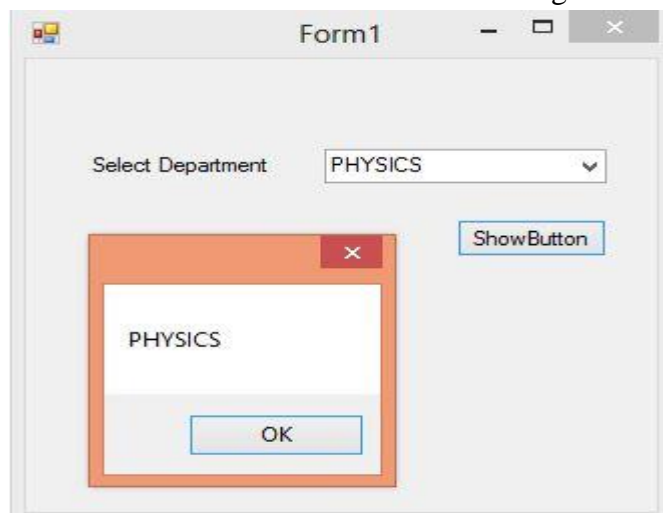 Form1
Select Department PHYSICS
ShowButton
PHYSICS
OK